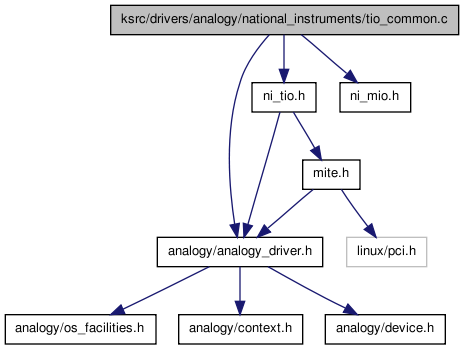 ksrc/drivers/analogy/national_instruments/tio_common.c
ni_tio.h
ni_mio.h
mite.h
analogy/analogy_driver.h
linux/pci.h
analogy/os_facilities.h
analogy/context.h
analogy/device.h